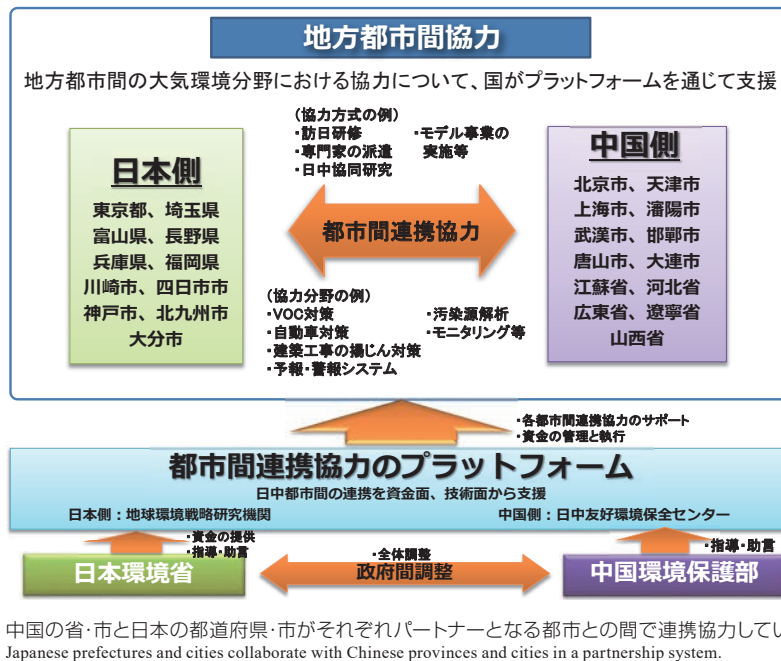 地方都市間協力
地方都市間の大気環境分野における協力について、国がプラットフォームを通じて支援
日本側
東京都、埼玉県
富山県、長野県
兵庫県、福岡県
川崎市、四日市市
神戸市、北九州市
大分市
(協力方式の例)
・訪日研修 ・モデル事業の
・専門家の派遣 実施等
・日中協同研究
都市間連携協力
(協力分野の例)
・VOC対策 ・汚染源解析
・自動車対策 ・モニタリング等
・建築工事の揚じん対策
・予報・警報システム
中国側
北京市、天津市
上海市、瀋陽市
武漢市、邯鄲市
唐山市、大連市
江蘇省、河北省
広東省、遼寧省
山西省
・各都市間連携協力のサポート
・資金の管理と執行
都市間連携協力のプラットフォーム
日中都市間の連携を資金面、技術面から支援
日本側：地球環境戦略研究機関 中国側：日中友好環境保全センター
・資金の提供
・指導・助言
・全体調整
・指導・助言
日本環境省
政府間調整
中国環境保護部
中国の省・市と日本の都道府県・市がそれぞれパートナーとなる都市との間で連携協力してい
Japanese prefectures and cities collaborate with Chinese provinces and cities in a partnership system.